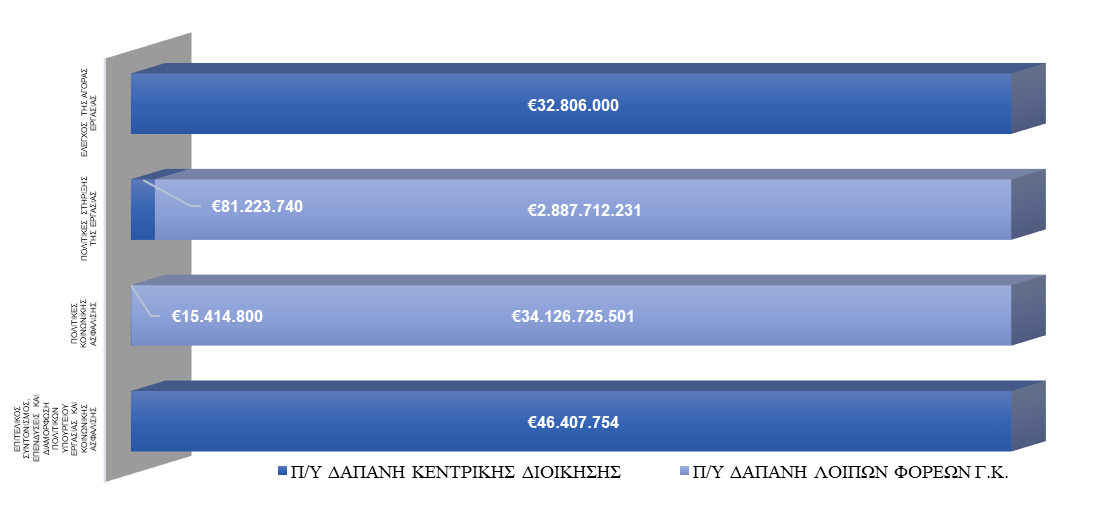 ΕΛΕΓΧΟΣ ΤΗΣ ΑΓΟΡΑΣ
ΕΡΓΑΣΙΑΣ
€32.806.000
ΠΟΛΙΤΙΚΕΣ ΣΤΗΡΙΞΗΣ
ΤΗΣ ΕΡΓΑΣΙΑΣ
€81.223.740
€2.887.712.231
ΠΟΛΙΤΙΚΕΣ
ΚΟΙΝΩΝΙΚΗΣ
ΑΣΦΑΛΙΣΗΣ
€15.414.800
€34.126.725.501
ΕΠΙΤΕΛΙΚΟΣ
ΣΥΝΤΟΝΙΣΜΟΣ,
ΕΠΕΝΔΥΣΕΙΣ ΚΑΙ
ΔΙΑΜΟΡΦΩΣΗ
ΠΟΛΙΤΙΚΩΝ
ΥΠΟΥΡΓΕΙΟΥ
ΕΡΓΑΣΙΑΣ ΚΑΙ
ΚΟΙΝΩΝΙΚΗΣ
ΑΣΦΑΛΙΣΗΣ
€46.407.754
Π/Υ ΔΑΠΑΝΗ ΚΕΝΤΡΙΚΗΣ ΔΙΟΙΚΗΣΗΣ
Π/Υ ΔΑΠΑΝΗ ΛΟΙΠΩΝ ΦΟΡΕΩΝ Γ.Κ.